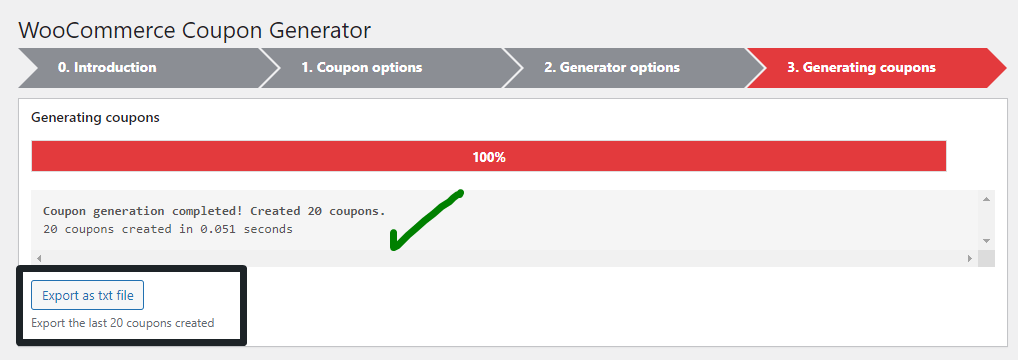 WooCommerce Coupon Generator
0. Introduction
1. Coupon options
2. Generator options
3. Generating coupons
Generating coupons
100%
Coupon generation completed! Created 20 coupons.
20 coupons created in 0.051 seconds
Export as txt file
Export the last 20 coupons created